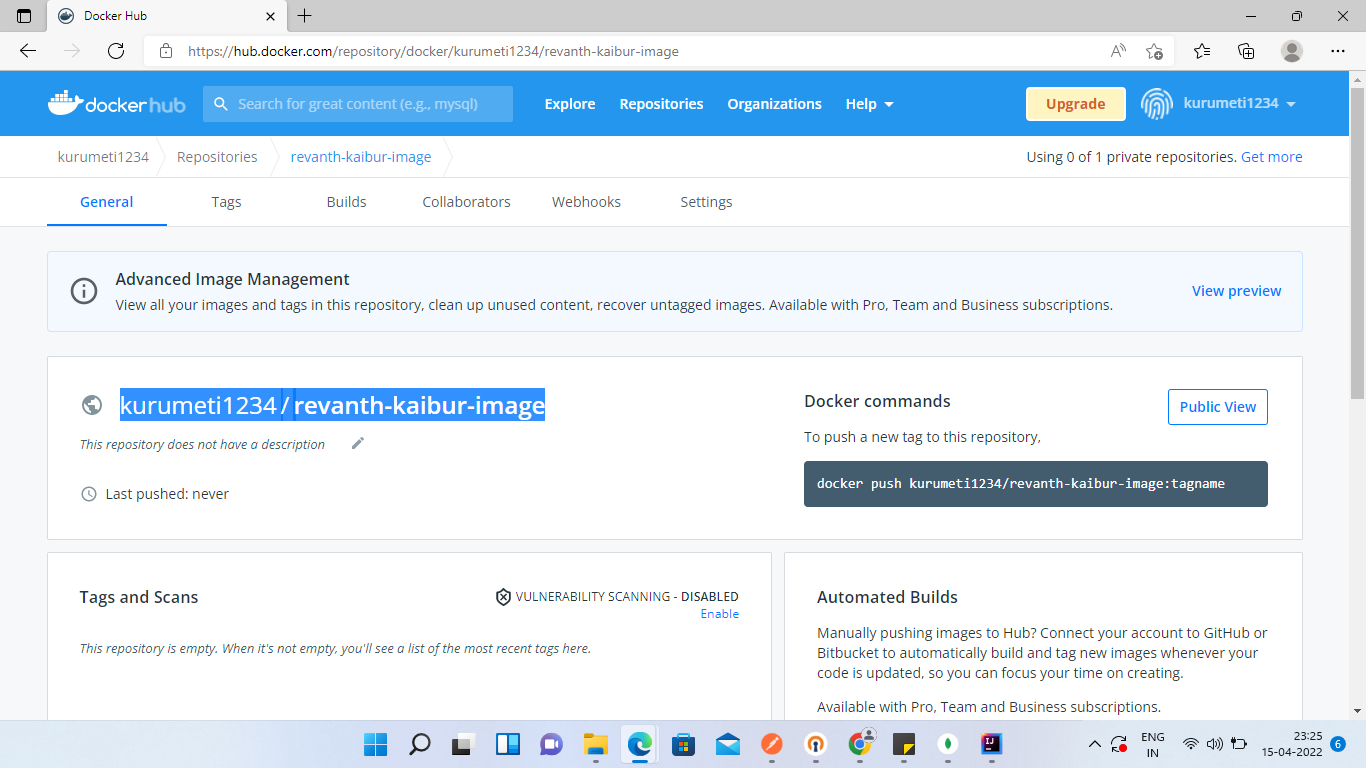 Docker Hub
https://hub.docker.com/repository/docker/kurumeti1234/revanth-kaibur-image
dockerhub
Search for great content (e.g., mysql)
Explore
Repositories
Organizations
Help
Upgrade
kurumeti1234
kurumeti1234
Repositories
revanth-kaibur-image
Using 0 of 1 private repositories. Get more
General
Tags
Builds
Collaborators
Webhooks
Settings
Advanced Image Management
View all your images and tags in this repository, clean up unused content, recover untagged images. Available with Pro, Team and Business subscriptions.
View preview
kurumeti1234 / revanth-kaibur-image
This repository does not have a description
Last pushed: never
Docker commands
Public View
To push a new tag to this repository,
docker push kurumeti1234/revanth-kaibur-image:tagname
Tags and Scans
VULNERABILITY SCANNING - DISABLED
Enable
This repository is empty. When it's not empty, you'll see a list of the most recent tags here.
Automated Builds
Manually pushing images to Hub? Connect your account to GitHub or
Bitbucket to automatically build and tag new images whenever your
code is updated, so you can focus your time on creating.
Available with Pro, Team and Business subscriptions.
ENG
IN
23:25
15-04-2022
6